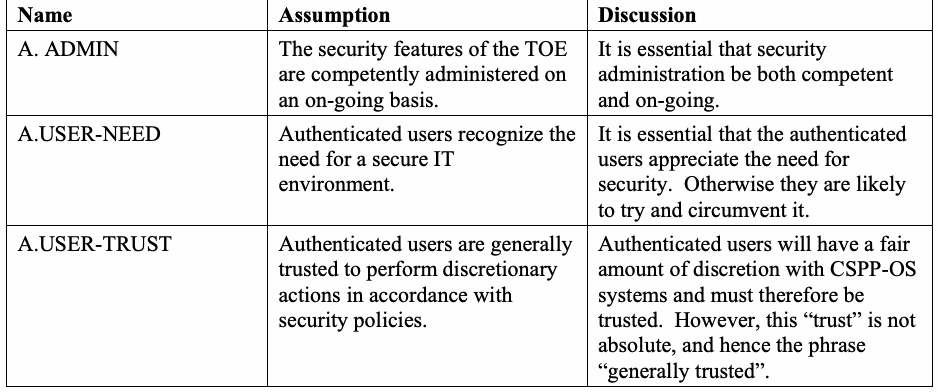 Name
Assumption
Discussion
A. ADMIN
The security features of the TOE
are competently administered on
an on-going basis.
It is essential that security
administration be both competent
and on-going.
A.USER-NEED
Authenticated users recognize the
need for a secure IT
environment.
It is essential that the authenticated
users appreciate the need for
security.  Otherwise they are likely
to try and circumvent it.
A.USER-TRUST
Authenticated users are generally
trusted to perform discretionary
actions in accordance with
security policies.
Authenticated users will have a fair
amount of discretion with CSPP-OS
systems and must therefore be
trusted.  However, this “trust” is not
absolute, and hence the phrase
“generally trusted”.